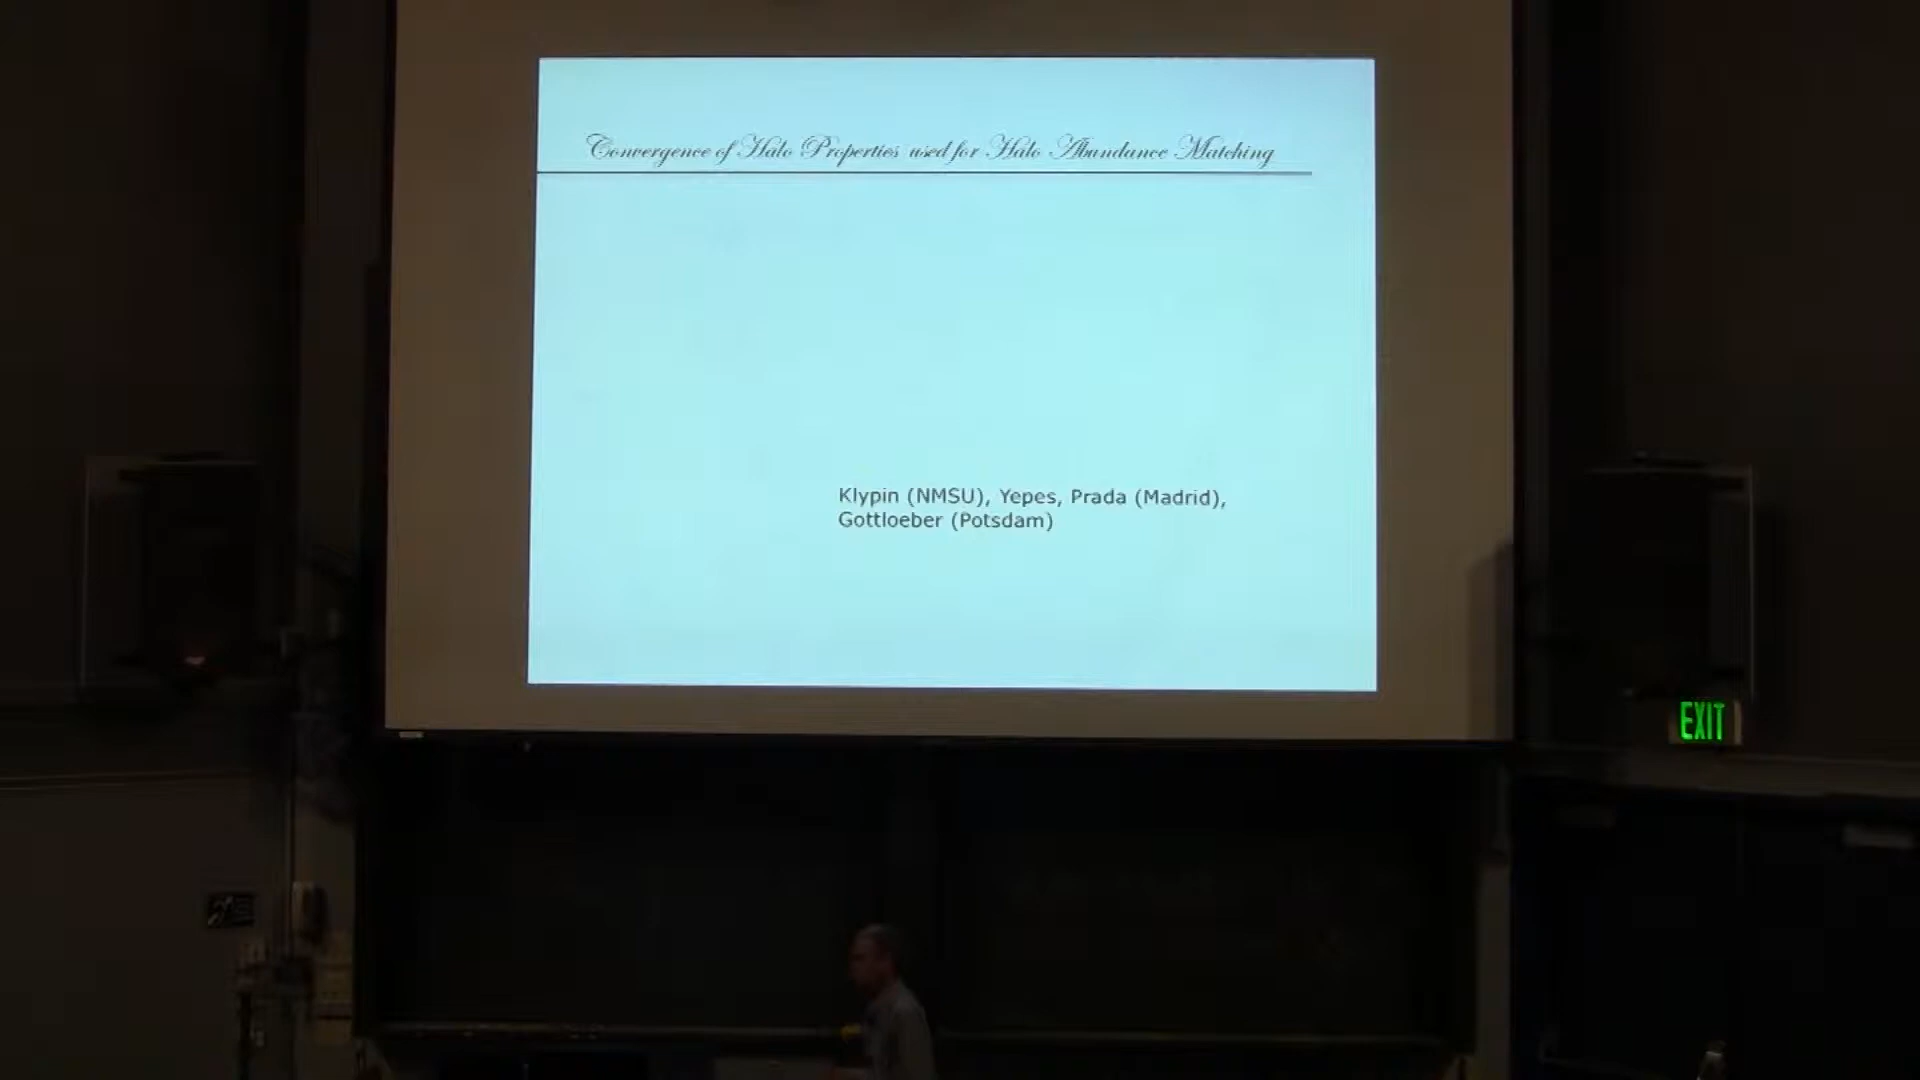 Convergence of Halo Properties used for Halo Abundance Matching
Klypin (NMSU), Yepes, Prada (Madrid),
Gottloeber (Potsdam)
EXIT